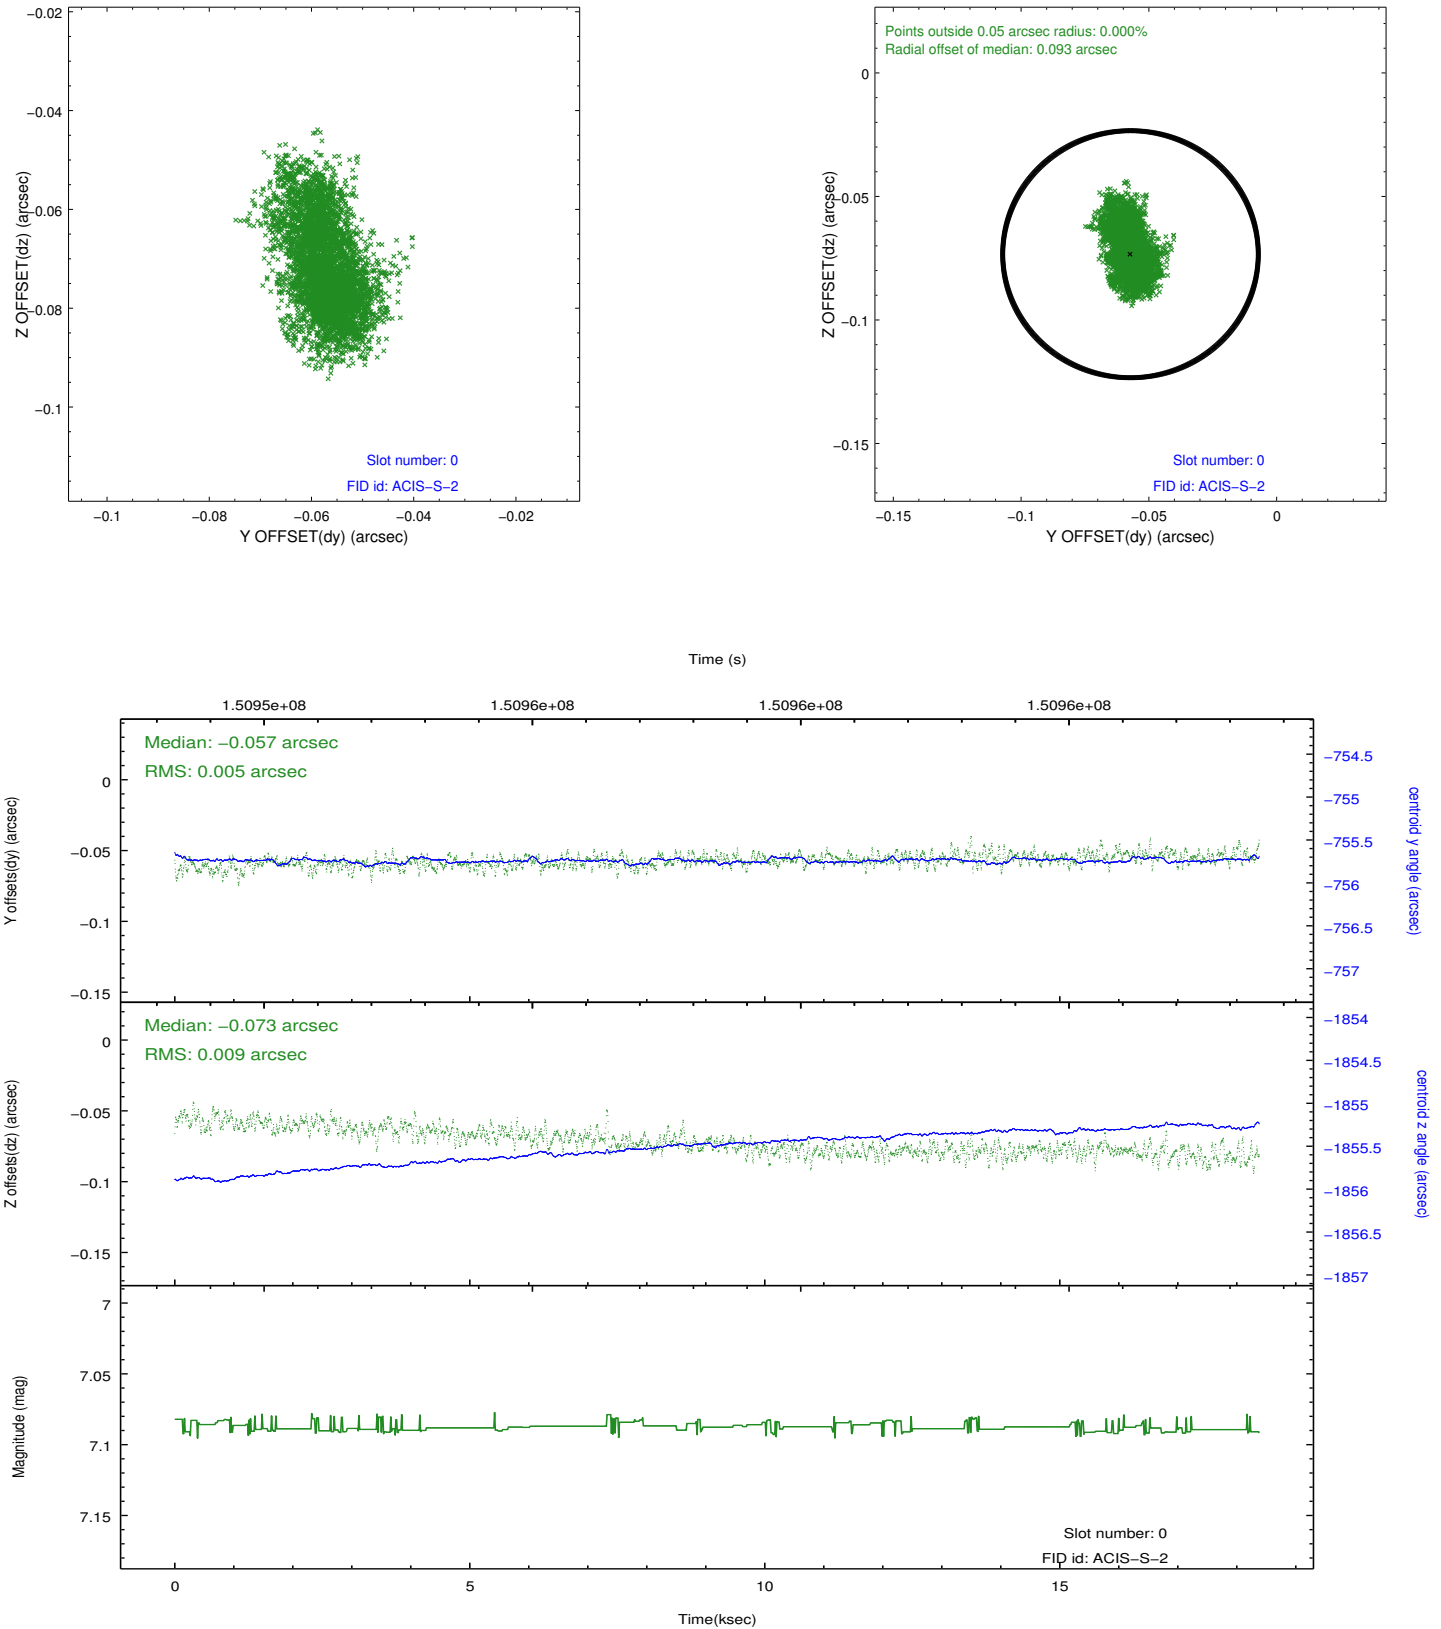 −0.02
−0.04
−0.06
−0.08
−0.1
Z OFFSET(dz) (arcsec)
Slot number: 0
FID id: ACIS−S−2
−0.1
−0.08
−0.06
−0.04
−0.02
Y OFFSET(dy) (arcsec)
Points outside 0.05 arcsec radius: 0.000%
Radial offset of median: 0.093 arcsec
0
−0.05
−0.1
−0.15
Z OFFSET(dz) (arcsec)
Slot number: 0
FID id: ACIS−S−2
−0.15
−0.1
−0.05
0
Y OFFSET(dy) (arcsec)
Time (s)
1.5095e+08
1.5096e+08
1.5096e+08
1.5096e+08
Median: −0.057 arcsec
RMS: 0.005 arcsec
0
−0.05
−0.1
−0.15
Y offsets(dy) (arcsec)
−754.5
−755
−755.5
−756
−756.5
−757
centroid y angle (arcsec)
Median: −0.073 arcsec
RMS: 0.009 arcsec
0
−0.05
−0.1
−0.15
Z offsets(dz) (arcsec)
−1854
−1854.5
−1855
−1855.5
−1856
−1856.5
−1857
centroid z angle (arcsec)
7
7.05
7.1
7.15
Magnitude (mag)
Slot number: 0
FID id: ACIS−S−2
0
5
10
15
Time(ksec)